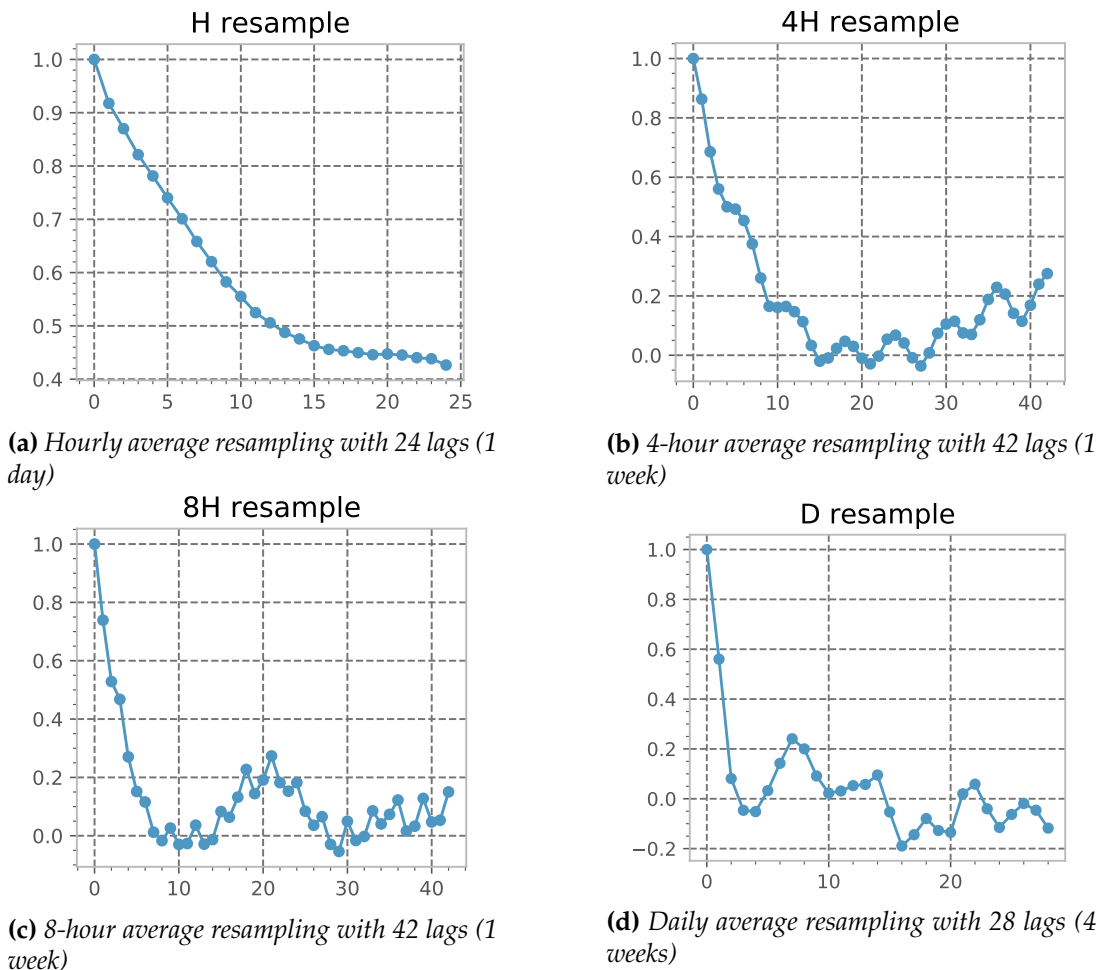 H resample
1.0
0.9
0.8
0.7
0.6
0.5
0.4
0 5 10 15 20 25
(a) Hourly average resampling with 24 lags (1
day)
4H resample
1.0
0.8
0.6
0.4
0.2
0.0
0 10 20 30 40
(b) 4-hour average resampling with 42 lags (1
week)
8H resample
1.0
0.8
0.6
0.4
0.2
0.0
0 10 20 30 40
(c) 8-hour average resampling with 42 lags (1
week)
D resample
1.0
0.8
0.6
0.4
0.2
0.0
−0.2
0 10 20
(d) Daily average resampling with 28 lags (4
weeks)